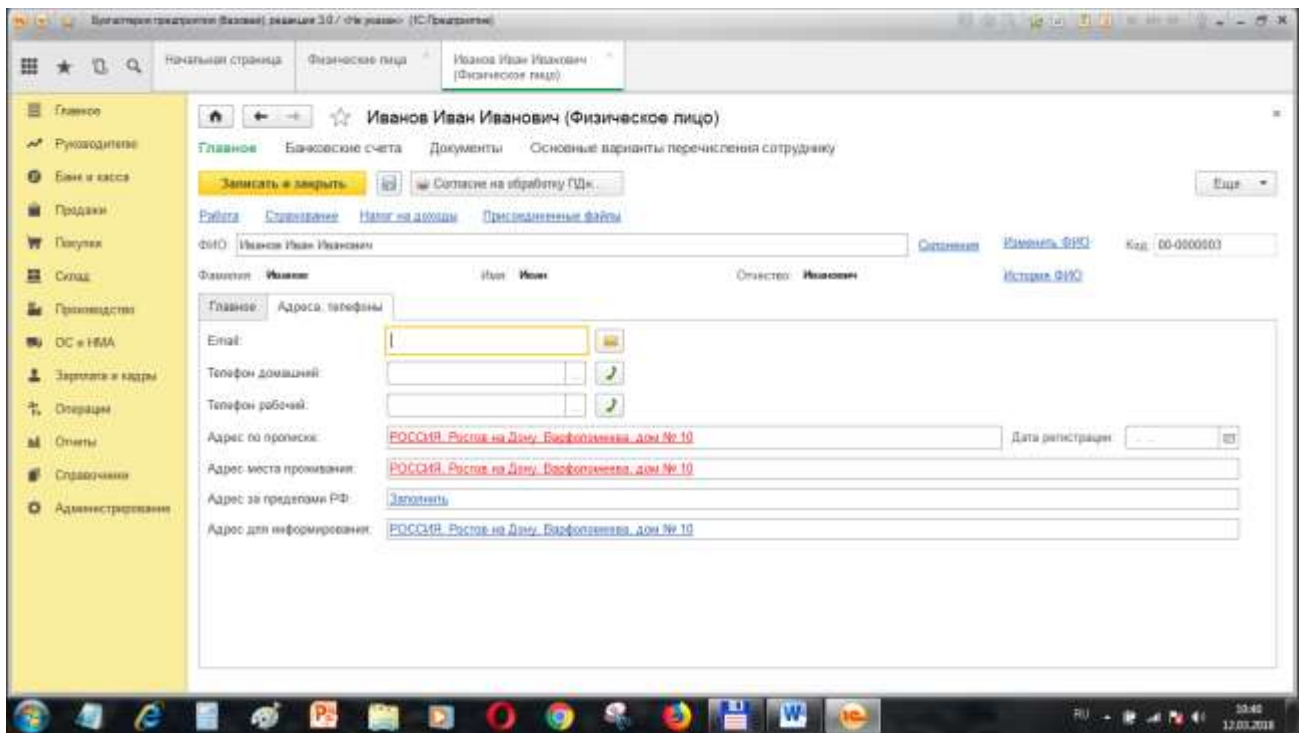 Бухгалтерия предприятия (базовая), редакция 3.0 / <Не указано> (1С:Предприятие)
Начальная страница
Физические лица
Иванов Иван Иванович
(Физическое лицо)
Главное
Руководителю
Банк и касса
Продажи
Покупки
Склад
Производство
ОС и НМА
Зарплата и кадры
Операции
Отчеты
Справочники
Администрирование
Иванов Иван Иванович (Физическое лицо)
Главное Банковские счета Документы Основные варианты перечисления сотруднику
Записать и закрыть Согласие на обработку ПДн... Еще
Работа Страхование Налог на доходы Присоединенные файлы
ФИО: Иванов Иван Иванович Склонения Изменить ФИО Код: 00-0000003
Фамилия: Иванов Имя: Иван Отчество: Иванович История ФИО
Главное Адреса, телефоны
Email:
Телефон домашний:
Телефон рабочий:
Адрес по прописке: РОССИЯ, Ростов на Дону, Варфоломеева, дом № 10 Дата регистрации: . .
Адрес места проживания: РОССИЯ, Ростов на Дону, Варфоломеева, дом № 10
Адрес за пределами РФ: Заполнить
Адрес для информирования: РОССИЯ, Ростов на Дону, Варфоломеева, дом № 10
RU
10:40
12.03.2018